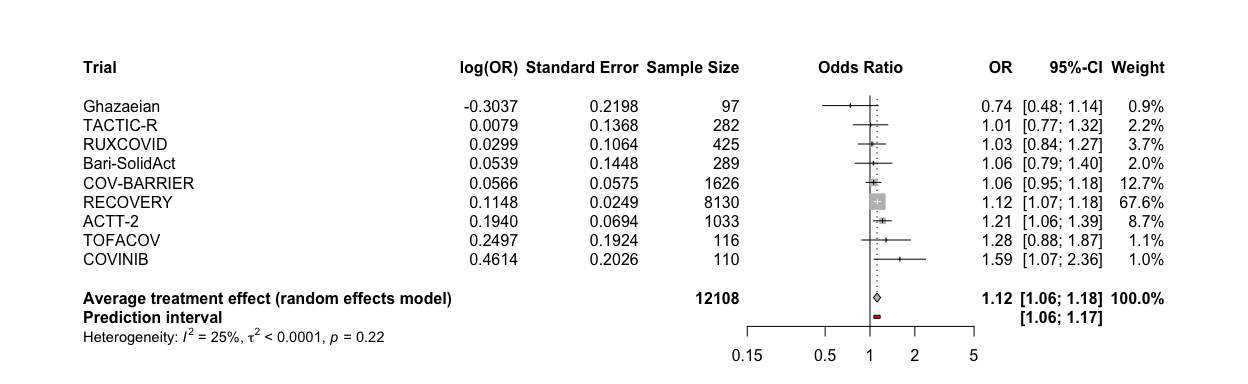 Trial log(OR) Standard Error Sample Size Odds Ratio OR 95%-CI Weight
Ghazaeian -0.3037 0.2198 97 0.74 [0.48; 1.14] 0.9%
TACTIC-R 0.0079 0.1368 282 1.01 [0.77; 1.32] 2.2%
RUXCOVID 0.0299 0.1064 425 1.03 [0.84; 1.27] 3.7%
Bari-SolidAct 0.0539 0.1448 289 1.06 [0.79; 1.40] 2.0%
COV-BARRIER 0.0566 0.0575 1626 1.06 [0.95; 1.18] 12.7%
RECOVERY 0.1148 0.0249 8130 1.12 [1.07; 1.18] 67.6%
ACTT-2 0.1940 0.0694 1033 1.21 [1.06; 1.39] 8.7%
TOFACOV 0.2497 0.1924 116 1.28 [0.88; 1.87] 1.1%
COVINIB 0.4614 0.2026 110 1.59 [1.07; 2.36] 1.0%
Average treatment effect (random effects model) 12108 1.12 [1.06; 1.18] 100.0%
Prediction interval [1.06; 1.17]
Heterogeneity: I² = 25%, τ² < 0.0001, p = 0.22
0.15 0.5 1 2 5